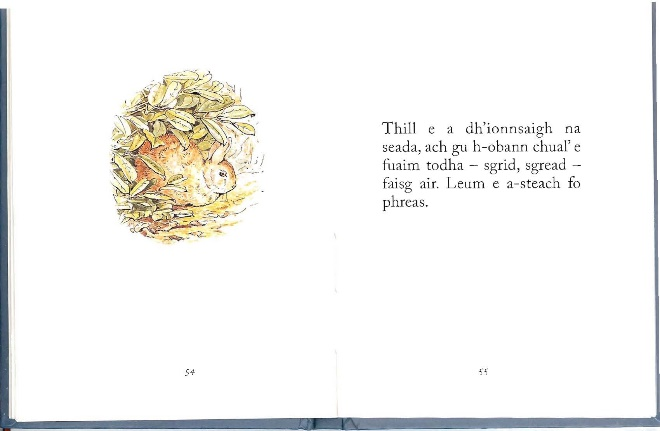 Thill e a dh'ionnsaigh na
seada, ach gu h-obann chual' e
fuaim todha – sgrid, sgread –
faisg air. Leum e a-steach fo
phreas.
54
55